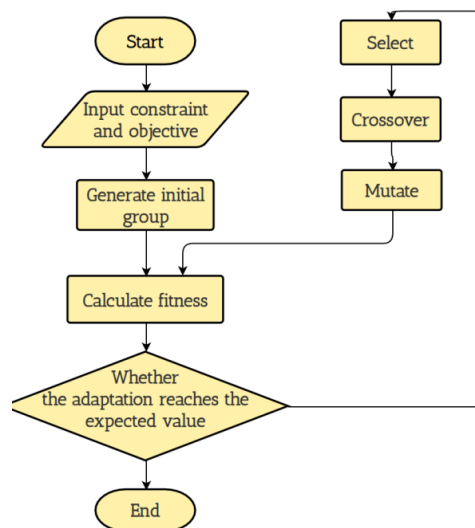 Start
Input constraint
and objective
Generate initial
group
Calculate fitness
Whether
the adaptation reaches the
expected value
End
Select
Crossover
Mutate